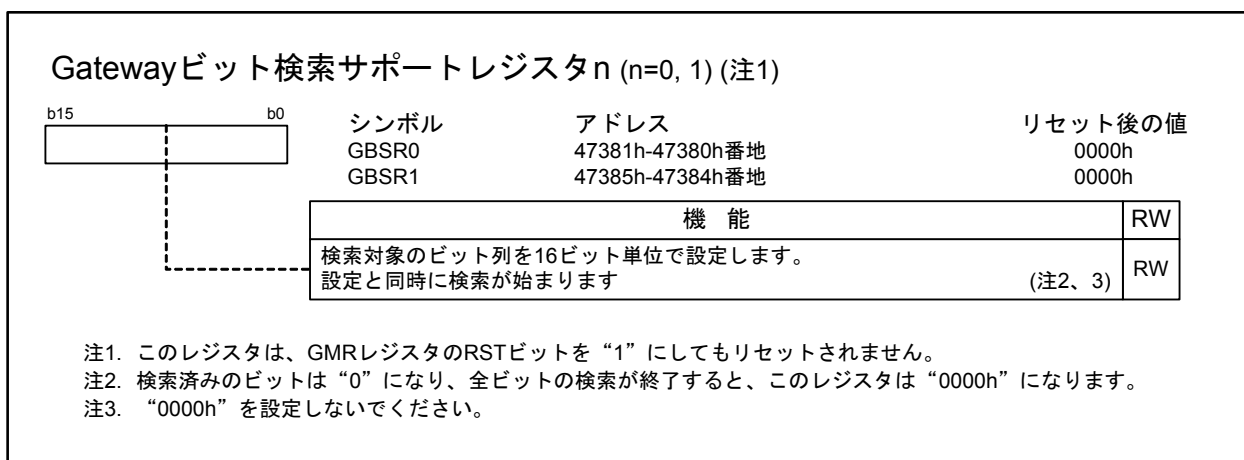 Gatewayビット検索サポートレジスタn (n=0, 1) (注1)
b15 b0
シンボル アドレス リセット後の値
GBSR0 47381h-47380h番地 0000h
GBSR1 47385h-47384h番地 0000h
機 能 RW
検索対象のビット列を16ビット単位で設定します。
設定と同時に検索が始まります (注2、3) RW
注1. このレジスタは、GMRレジスタのRSTビットを“1”にしてもリセットされません。
注2. 検索済みのビットは“0”になり、全ビットの検索が終了すると、このレジスタは“0000h”になります。
注3. “0000h”を設定しないでください。